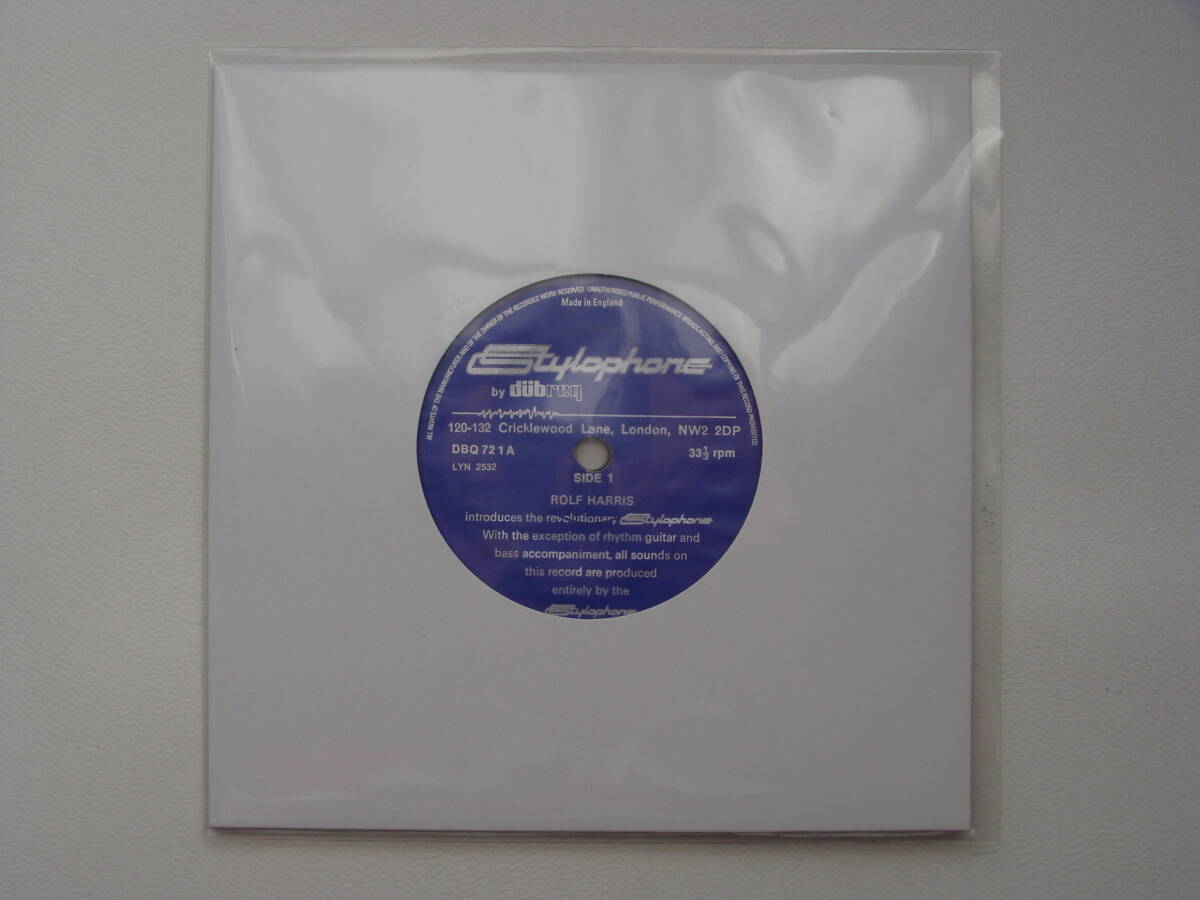 ALL RIGHTS OF THE MANUFACTURER AND OF THE OWNER OF THE RECORDED WORK RESERVED · UNAUTHORISED PUBLIC PERFORMANCE BROADCASTING AND COPYING OF THIS RECORD PROHIBITED
Made in England
Stylophone
by dübreq
120-132 Cricklewood Lane, London, NW2 2DP
DBQ 72 1A 33⅓ rpm
LYN 2532
SIDE 1
ROLF HARRIS
introduces the revolutionary Stylophone
With the exception of rhythm guitar and
bass accompaniment, all sounds on
this record are produced
entirely by the
Stylophone